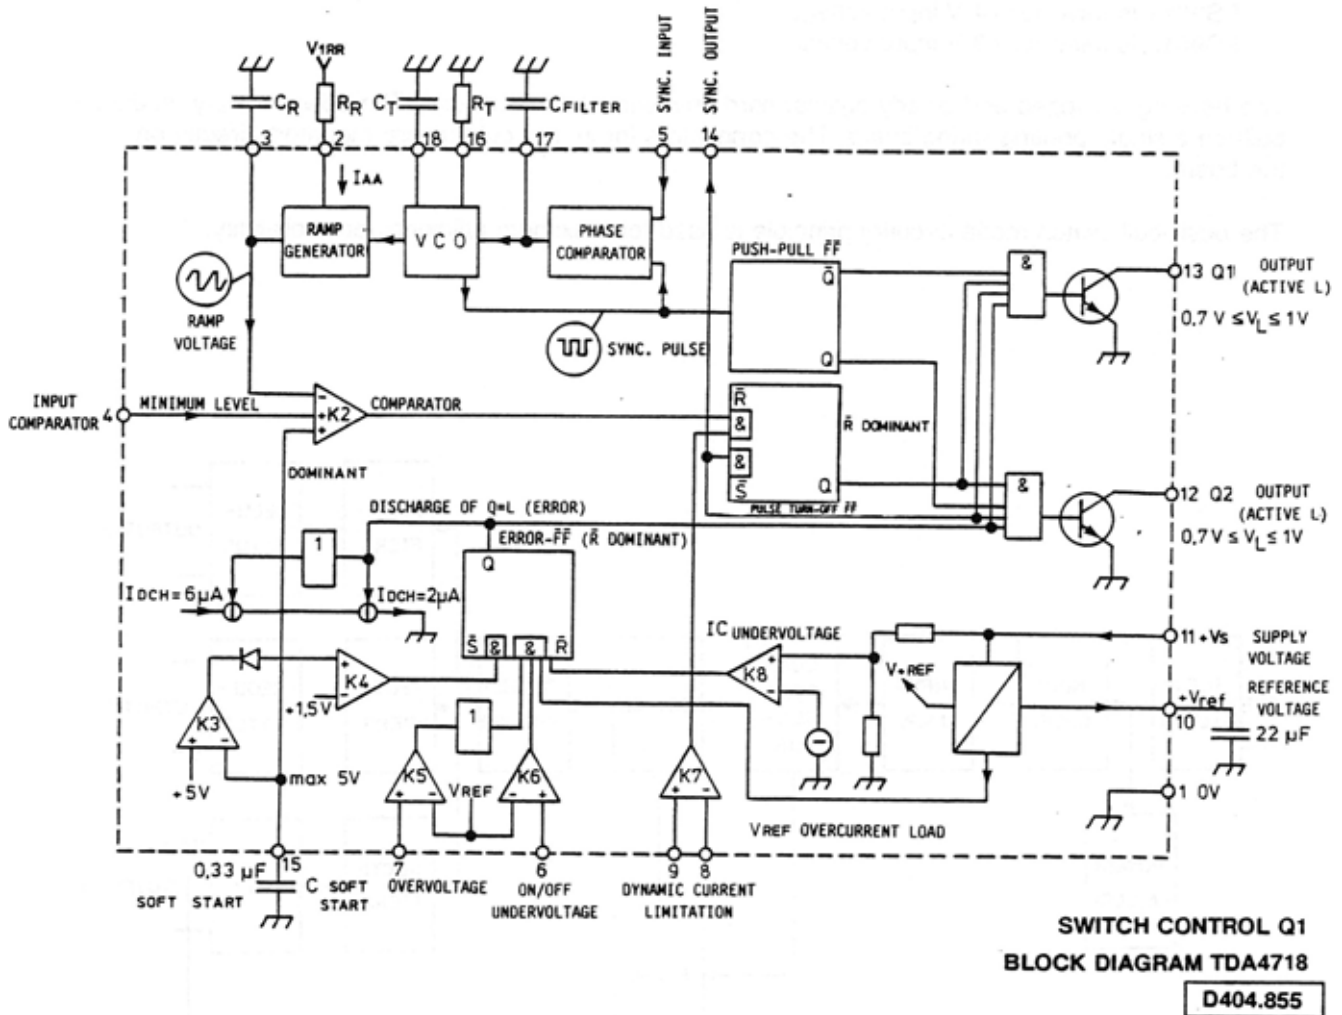 V1RR
SYNC. INPUT
SYNC. OUTPUT
CR
RR
CT
RT
CFILTER
3
2
18
16
17
5
14
IAA
RAMP GENERATOR
VCO
PHASE COMPARATOR
PUSH-PULL F̄F̄
Q̄
Q
&
13 Q1
OUTPUT
(ACTIVE L)
0,7 V ≤ VL ≤ 1V
RAMP
VOLTAGE
SYNC. PULSE
INPUT
COMPARATOR 4
MINIMUM LEVEL
-
+
+
K2
COMPARATOR
R̄
&
&
S̄
Q
R̄ DOMINANT
PULSE TURN-OFF F̄F̄
DOMINANT
&
12 Q2
OUTPUT
(ACTIVE L)
0,7 V ≤ VL ≤ 1V
DISCHARGE OF Q=L (ERROR)
ERROR-F̄F̄ (R̄ DOMINANT)
1
Q
IDCH=6µA
IDCH=2µA
S̄
&
&
R̄
IC UNDERVOLTAGE
11 +Vs
SUPPLY
VOLTAGE
+
-
K4
+1,5V
+
-
K8
V+REF
+Vref
10
REFERENCE
VOLTAGE
22 µF
K3
+
-
+5V
max 5V
1
K5
+
-
VREF
K6
-
+
K7
+
-
1 0V
VREF OVERCURRENT LOAD
15
0,33 µF
C SOFT
START
SOFT START
7
OVERVOLTAGE
6
ON/OFF
UNDERVOLTAGE
9
8
DYNAMIC CURRENT
LIMITATION
SWITCH CONTROL Q1
BLOCK DIAGRAM TDA4718
D404.855